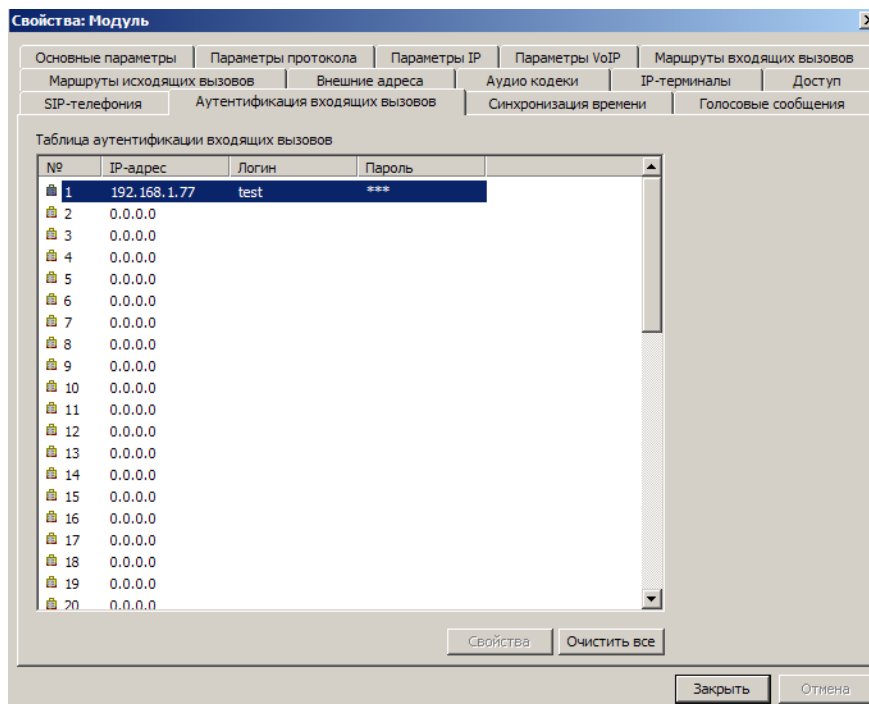 Свойства: Модуль
Основные параметры Параметры протокола Параметры IP Параметры VoIP Маршруты входящих вызовов
Маршруты исходящих вызовов Внешние адреса Аудио кодеки IP-терминалы Доступ
SIP-телефония Аутентификация входящих вызовов Синхронизация времени Голосовые сообщения
Таблица аутентификации входящих вызовов
№ IP-адрес Логин Пароль
1 192.168.1.77 test ***
2 0.0.0.0
3 0.0.0.0
4 0.0.0.0
5 0.0.0.0
6 0.0.0.0
7 0.0.0.0
8 0.0.0.0
9 0.0.0.0
10 0.0.0.0
11 0.0.0.0
12 0.0.0.0
13 0.0.0.0
14 0.0.0.0
15 0.0.0.0
16 0.0.0.0
17 0.0.0.0
18 0.0.0.0
19 0.0.0.0
20 0.0.0.0
Свойства Очистить все
Закрыть Отмена